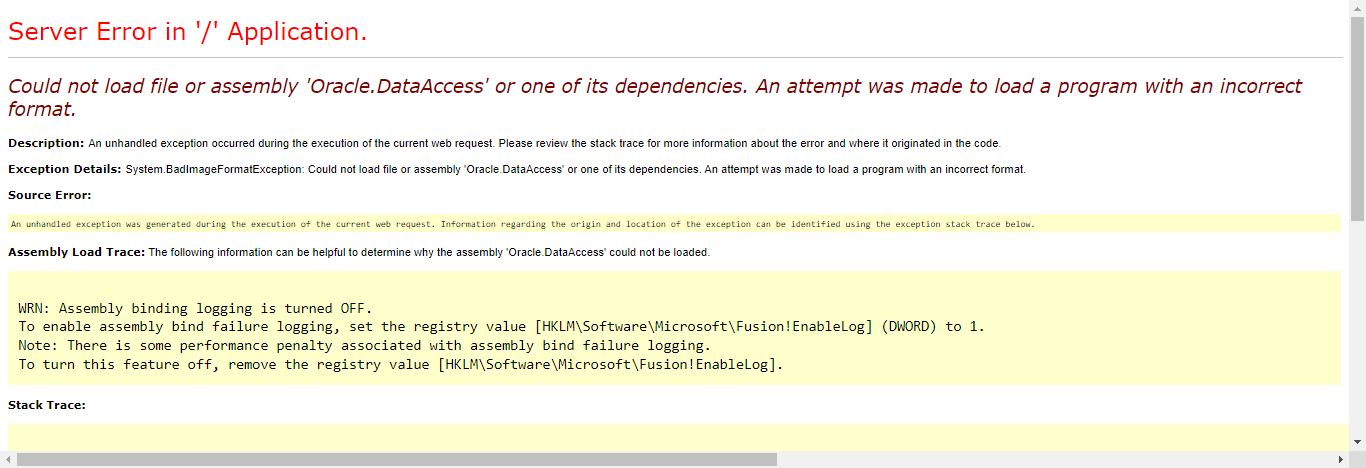 Server Error in '/' Application.
Could not load file or assembly 'Oracle.DataAccess' or one of its dependencies. An attempt was made to load a program with an incorrect
format.
Description: An unhandled exception occurred during the execution of the current web request. Please review the stack trace for more information about the error and where it originated in the code.
Exception Details: System.BadImageFormatException: Could not load file or assembly 'Oracle.DataAccess' or one of its dependencies. An attempt was made to load a program with an incorrect format.
Source Error:
An unhandled exception was generated during the execution of the current web request. Information regarding the origin and location of the exception can be identified using the exception stack trace below.
Assembly Load Trace: The following information can be helpful to determine why the assembly 'Oracle.DataAccess' could not be loaded.
WRN: Assembly binding logging is turned OFF.
To enable assembly bind failure logging, set the registry value [HKLM\Software\Microsoft\Fusion!EnableLog] (DWORD) to 1.
Note: There is some performance penalty associated with assembly bind failure logging.
To turn this feature off, remove the registry value [HKLM\Software\Microsoft\Fusion!EnableLog].
Stack Trace: